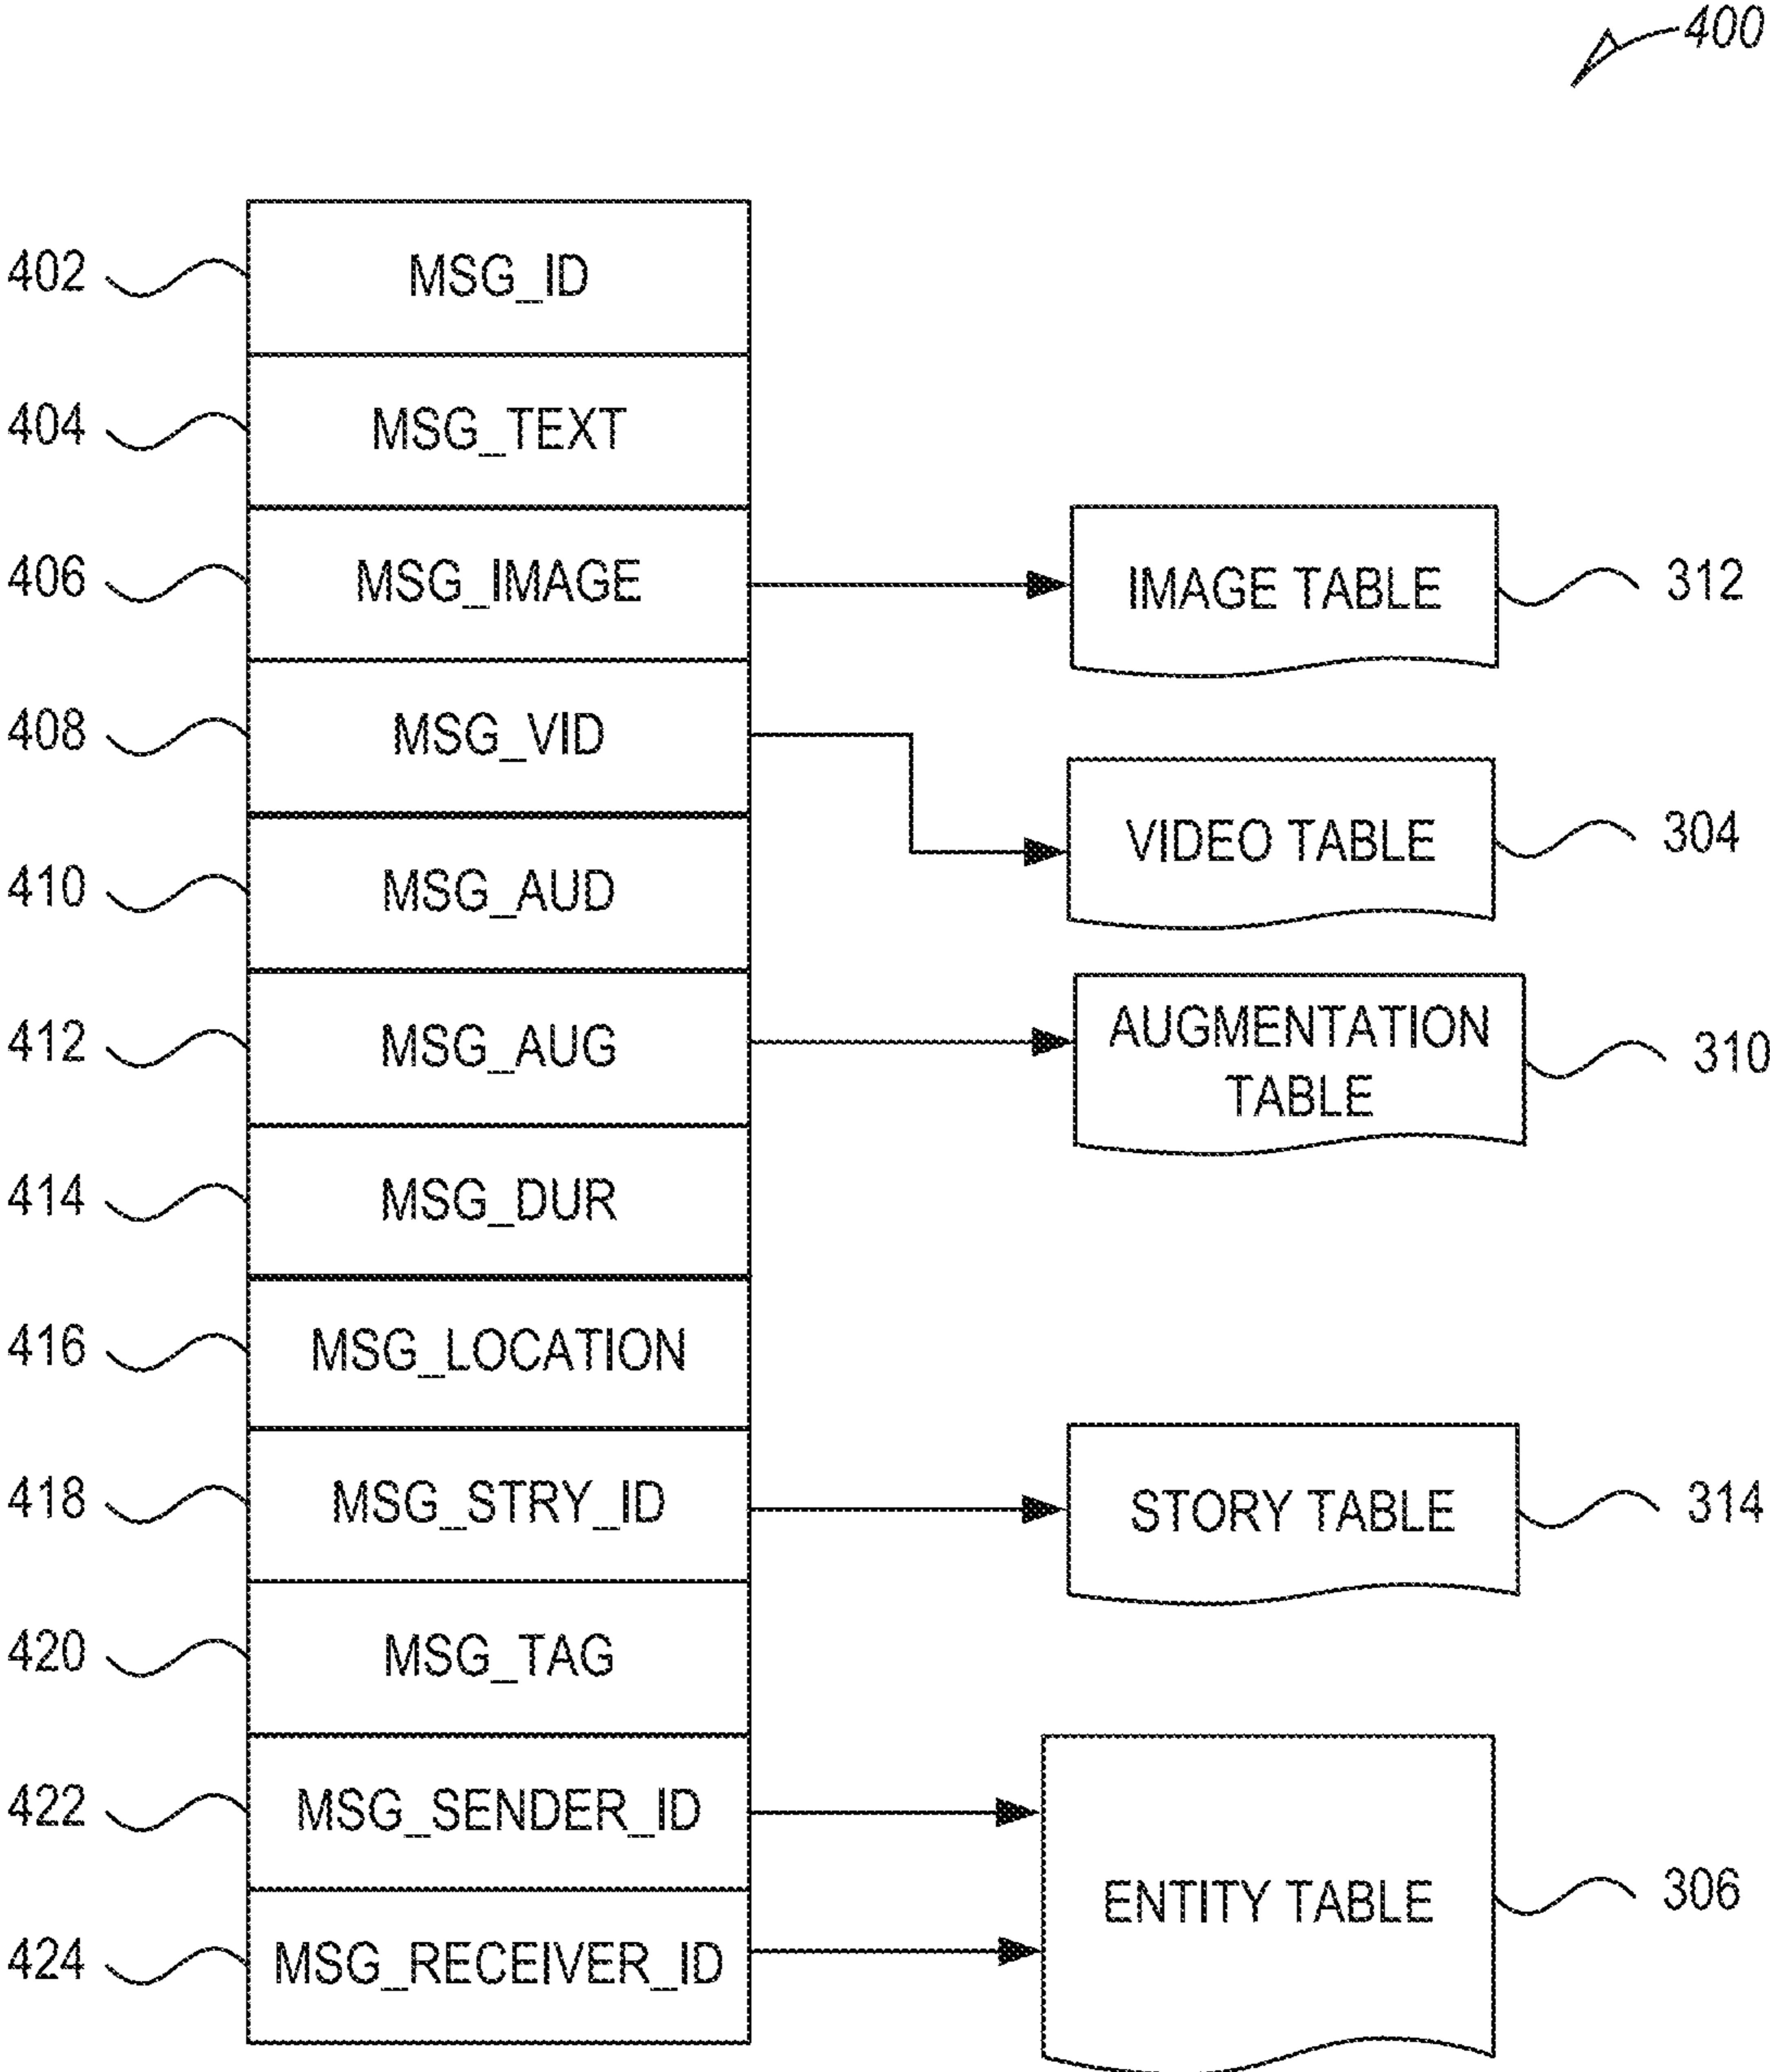 400
402 MSG_ID
404 MSG_TEXT
406 MSG_IMAGE IMAGE TABLE 312
408 MSG_VID
VIDEO TABLE 304
410 MSG_AUD
412 MSG_AUG AUGMENTATION TABLE 310
414 MSG_DUR
416 MSG_LOCATION
418 MSG_STRY_ID STORY TABLE 314
420 MSG_TAG
422 MSG_SENDER_ID
ENTITY TABLE 306
424 MSG_RECEIVER_ID